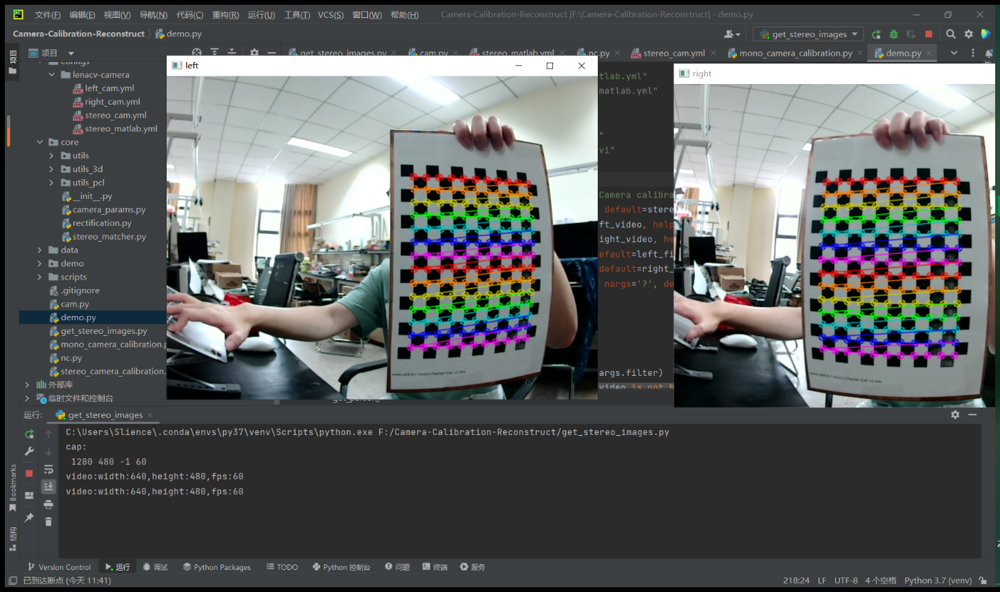 文件(F) 编辑(E) 视图(V) 导航(N) 代码(C) 重构(R) 运行(U) 工具(T) VCS(S) 窗口(W) 帮助(H) Camera-Calibration-Reconstruct [F:\Camera-Calibration-Reconstruct] - demo.py
Camera-Calibration-Reconstruct demo.py get_stereo_images
项目 项目 get_stereo_images.py cam.py stereo_matlab.yml nc.py stereo_cam.yml mono_camera_calibration.py demo.py
configs
lenacv-camera
left_cam.yml
right_cam.yml
stereo_cam.yml
stereo_matlab.yml
core
utils
utils_3d
utils_pcl
__init__.py
camera_params.py
rectification.py
stereo_matcher.py
data
demo
scripts
.gitignore
cam.py
demo.py
get_stereo_images.py
mono_camera_calibration.p
nc.py
stereo_camera_calibration.
外部库
临时文件和控制台
left
right
tlab.yml"
matlab.yml"
"
vi"
Camera calibra
default=stere
ft_video, help
ight_video, he
efault=left_fi
default=right_
nargs='?', de
args.filter)
video is not N
get_parser()
运行: get_stereo_images
C:\Users\Slience\.conda\envs\py37\venv\Scripts\python.exe F:/Camera-Calibration-Reconstruct/get_stereo_images.py
cap:
1280 480 -1 60
video:width:640,height:480,fps:60
video:width:640,height:480,fps:60
Bookmarks
结构
Version Control 运行 调试 Python Packages TODO Python 控制台 问题 终端 服务
已到达断点 (今天 11:41) 218:24 LF UTF-8 4 个空格 Python 3.7 (venv)